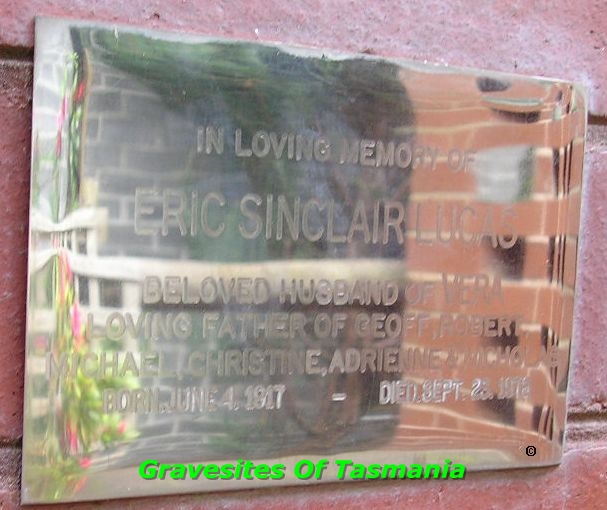 IN LOVING MEMORY OF
ERIC SINCLAIR LUCAS
BELOVED HUSBAND OF VERA
LOVING FATHER OF GEOFF, ROBERT
MICHAEL, CHRISTINE, ADRIENNE & NICHOLAS
BORN JUNE 4. 1917 – DIED. SEPT.
©
Gravesites Of Tasmania